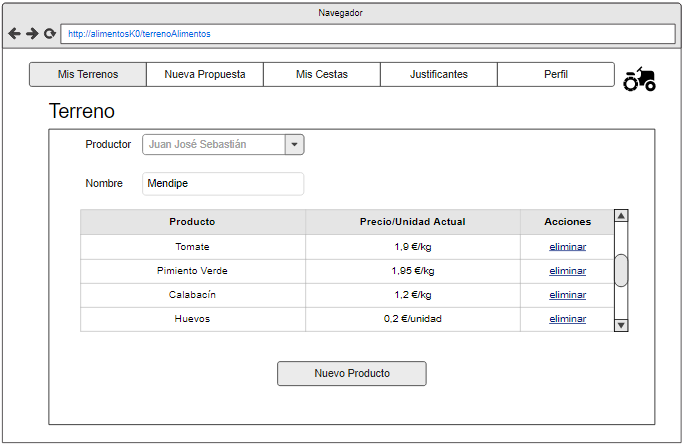 Navegador
http://alimentosK0/terrenoAlimentos
Mis Terrenos Nueva Propuesta Mis Cestas Justificantes Perfil
Terreno
Productor Juan José Sebastián
Nombre Mendipe
Producto Precio/Unidad Actual Acciones
Tomate 1,9 €/kg eliminar
Pimiento Verde 1,95 €/kg eliminar
Calabacín 1,2 €/kg eliminar
Huevos 0,2 €/unidad eliminar
Nuevo Producto